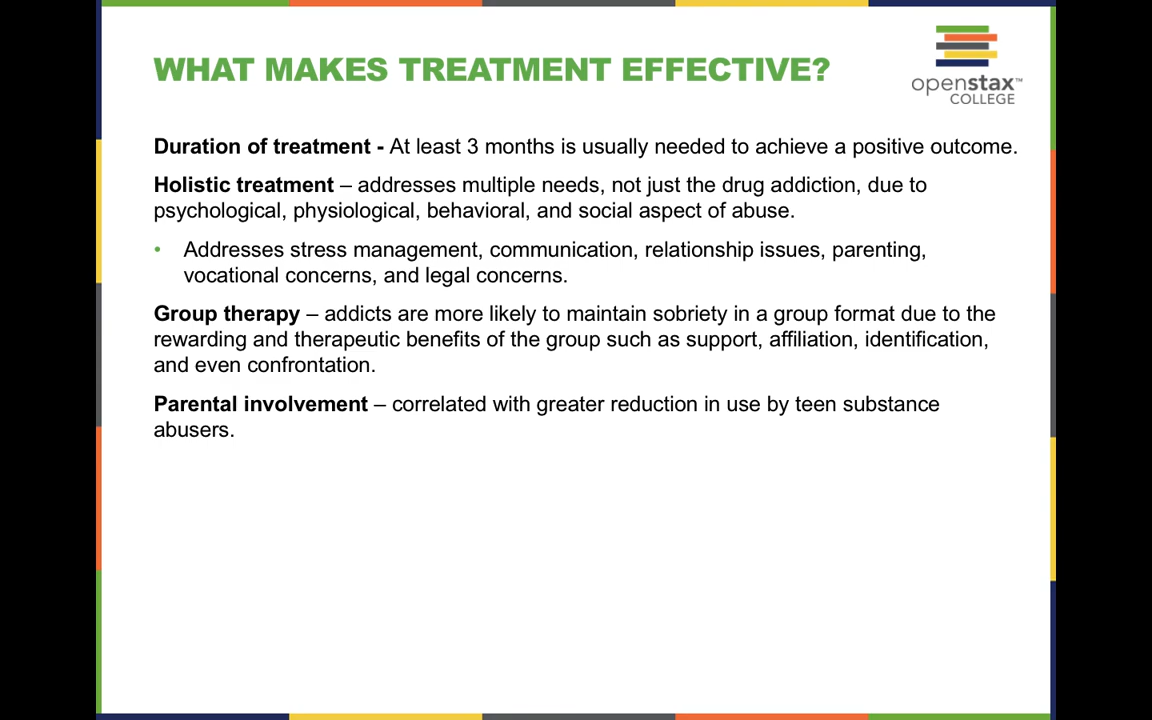 WHAT MAKES TREATMENT EFFECTIVE?
openstax™
COLLEGE
Duration of treatment - At least 3 months is usually needed to achieve a positive outcome.
Holistic treatment – addresses multiple needs, not just the drug addiction, due to
psychological, physiological, behavioral, and social aspect of abuse.
• Addresses stress management, communication, relationship issues, parenting,
vocational concerns, and legal concerns.
Group therapy – addicts are more likely to maintain sobriety in a group format due to the
rewarding and therapeutic benefits of the group such as support, affiliation, identification,
and even confrontation.
Parental involvement – correlated with greater reduction in use by teen substance
abusers.